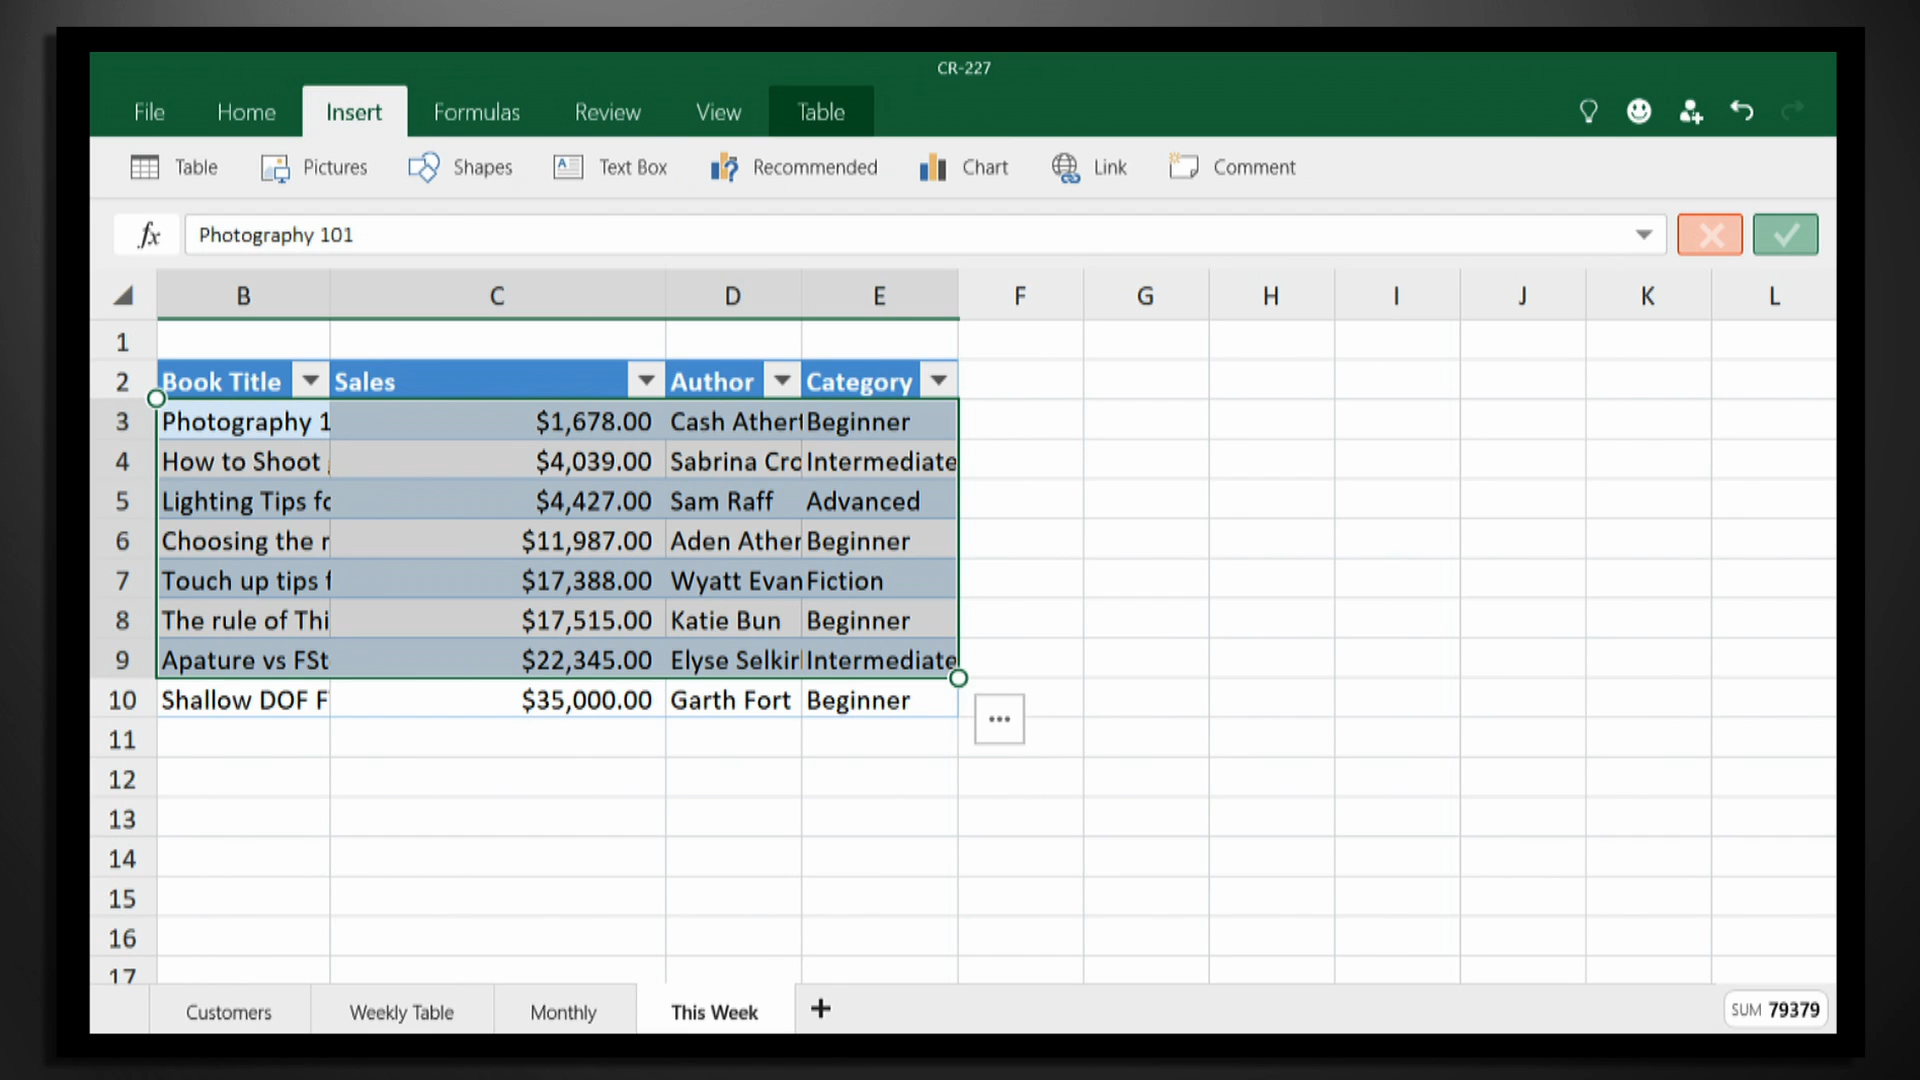 CR-227
File Home Insert Formulas Review View Table
Table Pictures Shapes Text Box Recommended Chart Link Comment
fx Photography 101
B C D E F G H I J K L
1
2 Book Title Sales Author Category
3 Photography 1 $1,678.00 Cash Athert Beginner
4 How to Shoot $4,039.00 Sabrina Cro Intermediate
5 Lighting Tips fo $4,427.00 Sam Raff Advanced
6 Choosing the r $11,987.00 Aden Ather Beginner
7 Touch up tips f $17,388.00 Wyatt Evan Fiction
8 The rule of Thi $17,515.00 Katie Bun Beginner
9 Apature vs FSt $22,345.00 Elyse Selkir Intermediate
10 Shallow DOF F $35,000.00 Garth Fort Beginner
11
12
13
14
15
16
17
Customers Weekly Table Monthly This Week + SUM 79379